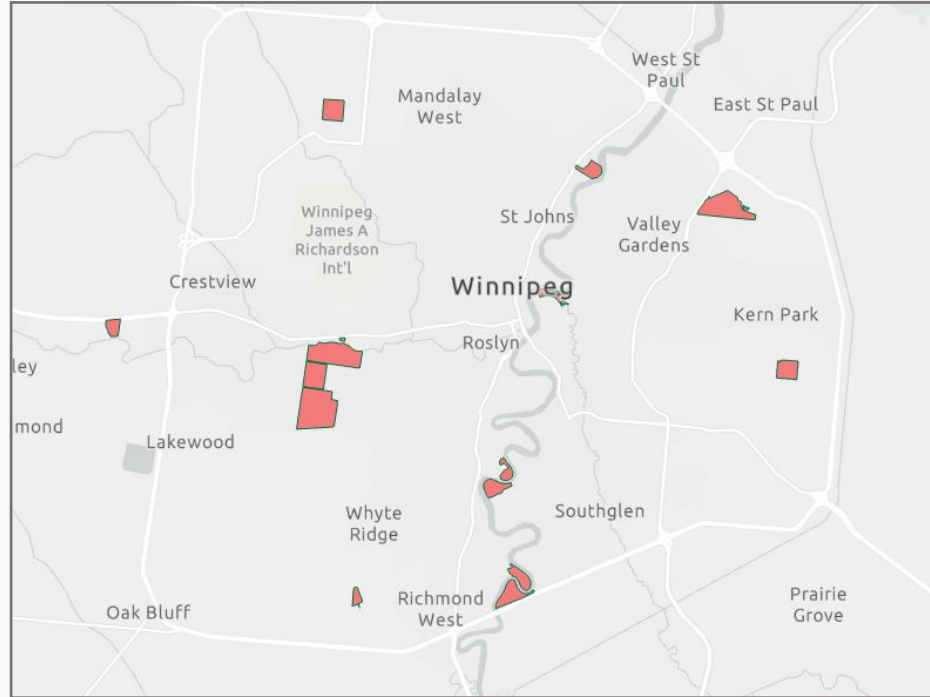 West St
Paul
Mandalay
West
East St Paul
Winnipeg
James A
Richardson
Int'l
St Johns
Valley
Gardens
Crestview
Winnipeg
Kern Park
Roslyn
ley
mond
Lakewood
Whyte
Ridge
Southglen
Oak Bluff
Richmond
West
Prairie
Grove